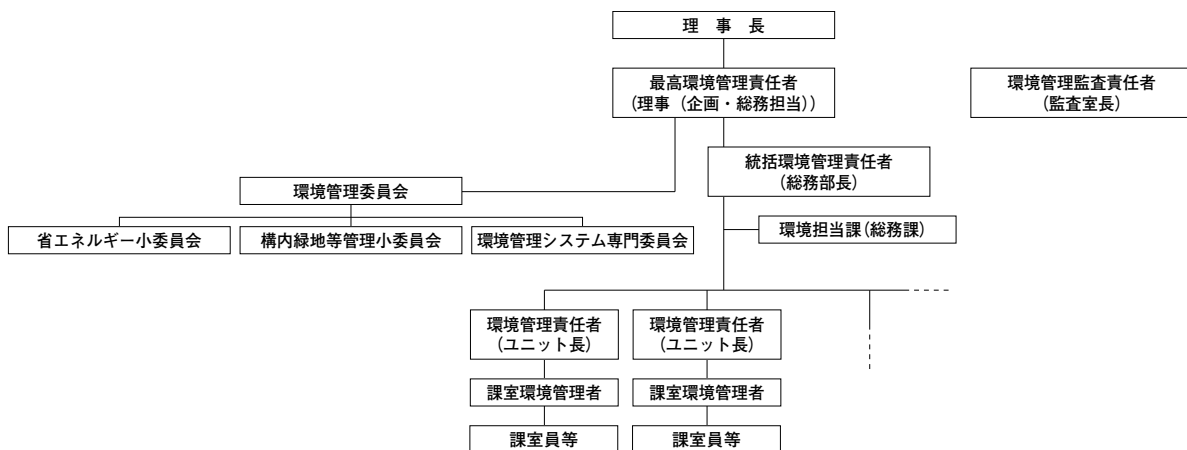 理　事　長
最高環境管理責任者
(理事（企画・総務担当）)
環境管理監査責任者
(監査室長)
統括環境管理責任者
(総務部長)
環境管理委員会
省エネルギー小委員会
構内緑地等管理小委員会
環境管理システム専門委員会
環境担当課(総務課)
環境管理責任者
(ユニット長)
環境管理責任者
(ユニット長)
課室環境管理者
課室環境管理者
課室員等
課室員等